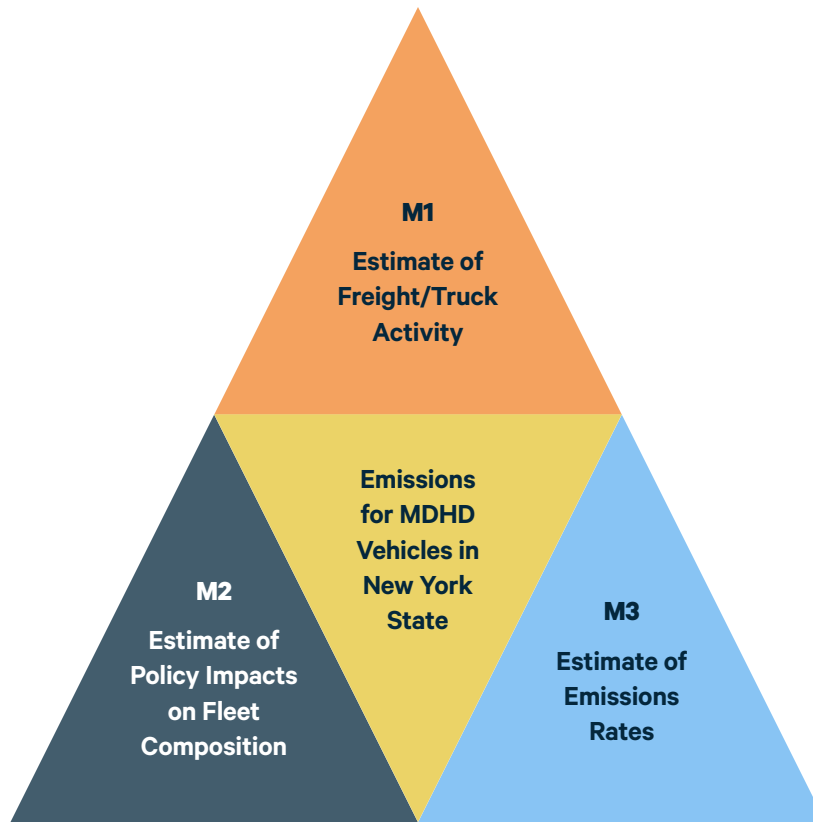 M1
Estimate of
Freight/Truck
Activity
Emissions
for MDHD
Vehicles in
New York
State
M2
Estimate of
Policy Impacts
on Fleet
Composition
M3
Estimate of
Emissions
Rates